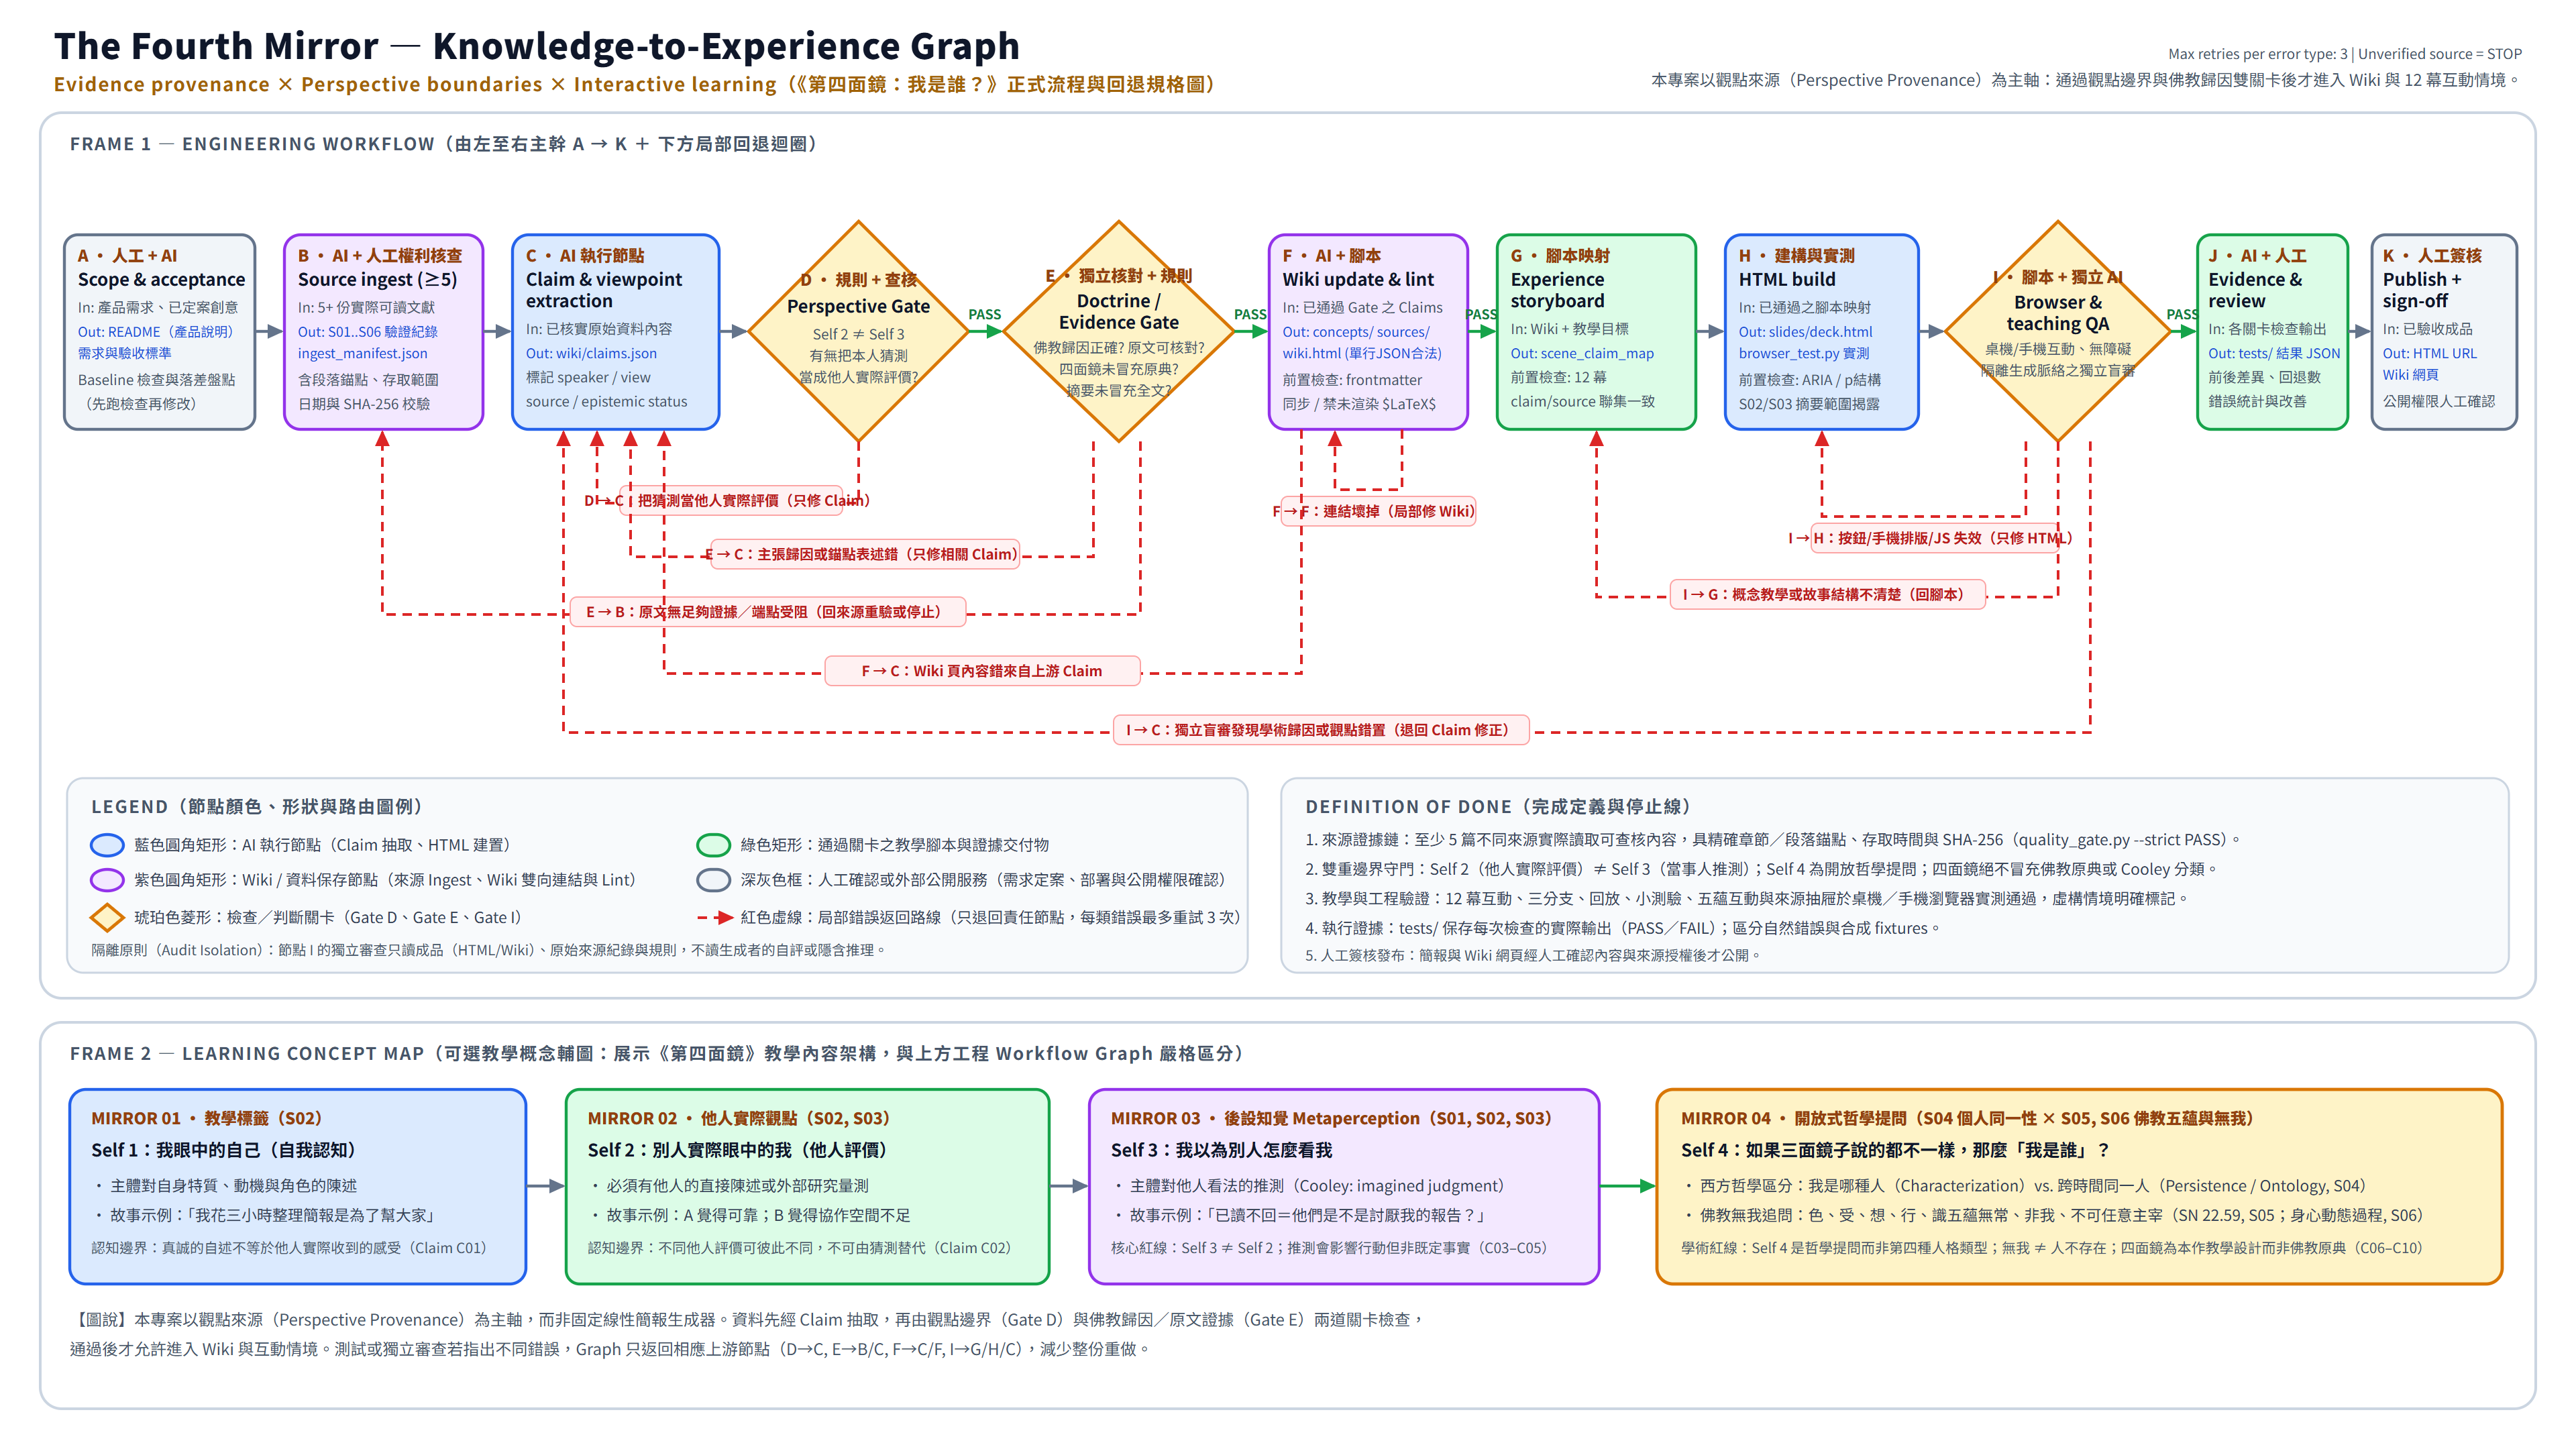 The Fourth Mirror — Knowledge-to-Experience Graph
Evidence provenance × Perspective boundaries × Interactive learning（《第四面鏡：我是誰？》正式流程與回退規格圖）
Max retries per error type: 3 | Unverified source = STOP
本專案以觀點來源（Perspective Provenance）為主軸：通過觀點邊界與佛教歸因雙關卡後才進入 Wiki 與 12 幕互動情境。
FRAME 1 — ENGINEERING WORKFLOW（由左至右主幹 A → K ＋ 下方局部回退迴圈）
A • 人工 + AI
Scope & acceptance
In: 產品需求、已定案創意
Out: README（產品說明）
需求與驗收標準
Baseline 檢查與落差盤點
（先跑檢查再修改）
B • AI + 人工權利核查
Source ingest (≥5)
In: 5+ 份實際可讀文獻
Out: S01..S06 驗證紀錄
ingest_manifest.json
含段落錨點、存取範圍
日期與 SHA-256 校驗
C • AI 執行節點
Claim & viewpoint
extraction
In: 已核實原始資料內容
Out: wiki/claims.json
標記 speaker / view
source / epistemic status
D • 規則 + 查核
Perspective Gate
Self 2 ≠ Self 3
有無把本人猜測
當成他人實際評價?
PASS
E • 獨立核對 + 規則
Doctrine /
Evidence Gate
佛教歸因正確? 原文可核對?
四面鏡未冒充原典?
摘要未冒充全文?
PASS
F • AI + 腳本
Wiki update & lint
In: 已通過 Gate 之 Claims
Out: concepts/ sources/
wiki.html (單行JSON合法)
前置檢查: frontmatter
同步 / 禁未渲染 $LaTeX$
PASS
G • 腳本映射
Experience
storyboard
In: Wiki + 教學目標
Out: scene_claim_map
前置檢查: 12 幕
claim/source 聯集一致
H • 建構與實測
HTML build
In: 已通過之腳本映射
Out: slides/deck.html
browser_test.py 實測
前置檢查: ARIA / p結構
S02/S03 摘要範圍揭露
I • 腳本 + 獨立 AI
Browser &
teaching QA
桌機/手機互動、無障礙
隔離生成脈絡之獨立盲審
PASS
J • AI + 人工
Evidence &
review
In: 各關卡檢查輸出
Out: tests/ 結果 JSON
前後差異、回退數
錯誤統計與改善
K • 人工簽核
Publish +
sign-off
In: 已驗收成品
Out: HTML URL
Wiki 網頁
公開權限人工確認
D → C：把猜測當他人實際評價（只修 Claim）
E → C：主張歸因或錨點表述錯（只修相關 Claim）
E → B：原文無足夠證據／端點受阻（回來源重驗或停止）
F → F：連結壞掉（局部修 Wiki）
F → C：Wiki 頁內容錯來自上游 Claim
I → H：按鈕/手機排版/JS 失效（只修 HTML）
I → G：概念教學或故事結構不清楚（回腳本）
I → C：獨立盲審發現學術歸因或觀點錯置（退回 Claim 修正）
LEGEND（節點顏色、形狀與路由圖例）
藍色圓角矩形：AI 執行節點（Claim 抽取、HTML 建置）
綠色矩形：通過關卡之教學腳本與證據交付物
紫色圓角矩形：Wiki / 資料保存節點（來源 Ingest、Wiki 雙向連結與 Lint）
深灰色框：人工確認或外部公開服務（需求定案、部署與公開權限確認）
琥珀色菱形：檢查／判斷關卡（Gate D、Gate E、Gate I）
紅色虛線：局部錯誤返回路線（只退回責任節點，每類錯誤最多重試 3 次）
隔離原則（Audit Isolation）：節點 I 的獨立審查只讀成品（HTML/Wiki）、原始來源紀錄與規則，不讀生成者的自評或隱含推理。
DEFINITION OF DONE（完成定義與停止線）
1. 來源證據鏈：至少 5 篇不同來源實際讀取可查核內容，具精確章節／段落錨點、存取時間與 SHA-256（quality_gate.py --strict PASS）。
2. 雙重邊界守門：Self 2（他人實際評價）≠ Self 3（當事人推測）；Self 4 為開放哲學提問；四面鏡絕不冒充佛教原典或 Cooley 分類。
3. 教學與工程驗證：12 幕互動、三分支、回放、小測驗、五蘊互動與來源抽屜於桌機／手機瀏覽器實測通過，虛構情境明確標記。
4. 執行證據：tests/ 保存每次檢查的實際輸出（PASS／FAIL）；區分自然錯誤與合成 fixtures。
5. 人工簽核發布：簡報與 Wiki 網頁經人工確認內容與來源授權後才公開。
FRAME 2 — LEARNING CONCEPT MAP（可選教學概念輔圖：展示《第四面鏡》教學內容架構，與上方工程 Workflow Graph 嚴格區分）
MIRROR 01 • 教學標籤（S02）
Self 1：我眼中的自己（自我認知）
• 主體對自身特質、動機與角色的陳述
• 故事示例：「我花三小時整理簡報是為了幫大家」
認知邊界：真誠的自述不等於他人實際收到的感受（Claim C01）
MIRROR 02 • 他人實際觀點（S02, S03）
Self 2：別人實際眼中的我（他人評價）
• 必須有他人的直接陳述或外部研究量測
• 故事示例：A 覺得可靠；B 覺得協作空間不足
認知邊界：不同他人評價可彼此不同，不可由猜測替代（Claim C02）
MIRROR 03 • 後設知覺 Metaperception（S01, S02, S03）
Self 3：我以為別人怎麼看我
• 主體對他人看法的推測（Cooley: imagined judgment）
• 故事示例：「已讀不回＝他們是不是討厭我的報告？」
核心紅線：Self 3 ≠ Self 2；推測會影響行動但非既定事實（C03–C05）
MIRROR 04 • 開放式哲學提問（S04 個人同一性 × S05, S06 佛教五蘊與無我）
Self 4：如果三面鏡子說的都不一樣，那麼「我是誰」？
• 西方哲學區分：我是哪種人（Characterization）vs. 跨時間同一人（Persistence / Ontology, S04）
• 佛教無我追問：色、受、想、行、識五蘊無常、非我、不可任意主宰（SN 22.59, S05；身心動態過程, S06）
學術紅線：Self 4 是哲學提問而非第四種人格類型；無我 ≠ 人不存在；四面鏡為本作教學設計而非佛教原典（C06–C10）
【圖說】本專案以觀點來源（Perspective Provenance）為主軸，而非固定線性簡報生成器。資料先經 Claim 抽取，再由觀點邊界（Gate D）與佛教歸因／原文證據（Gate E）兩道關卡檢查，
通過後才允許進入 Wiki 與互動情境。測試或獨立審查若指出不同錯誤，Graph 只返回相應上游節點（D→C, E→B/C, F→C/F, I→G/H/C），減少整份重做。